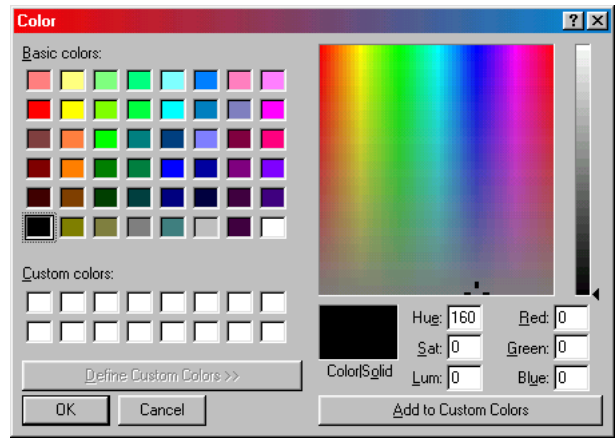 Color
Basic colors:
Custom colors:
Define Custom Colors >>
OK Cancel
Color|Solid
Hue: 160 Red: 0
Sat: 0 Green: 0
Lum: 0 Blue: 0
Add to Custom Colors